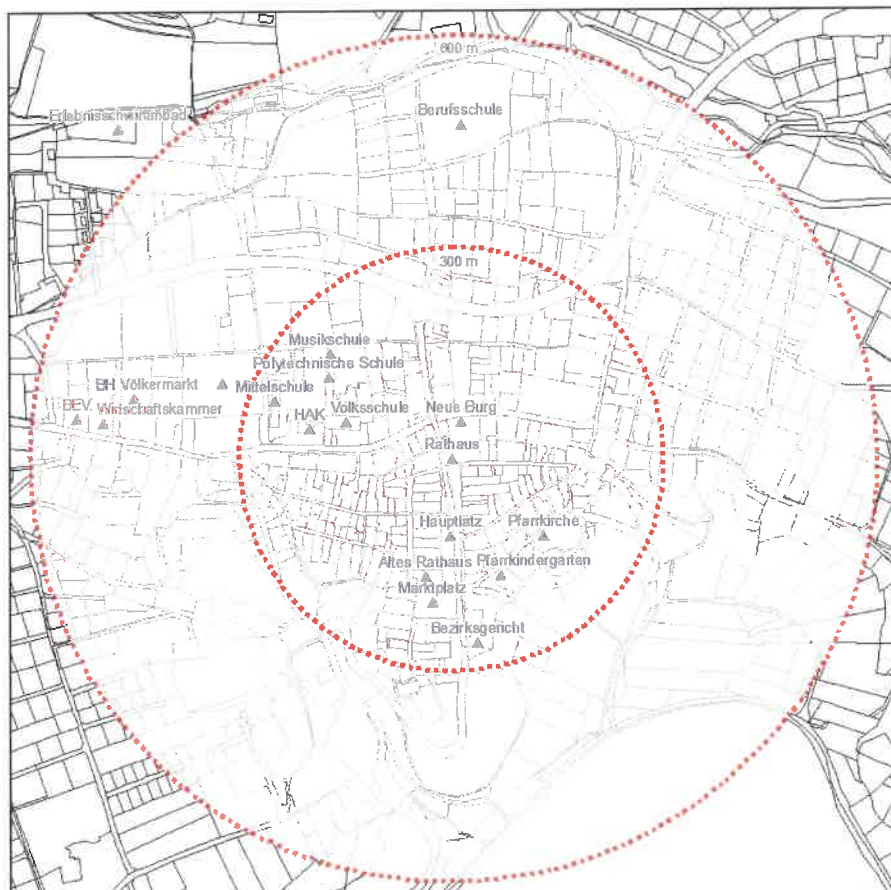 600 m
Erlebnisschwimmbad
Berufsschule
300 m
Musikschule
Polytechnische Schule
BH Völkermarkt
Mittelschule
BEV.
Wirtschaftskammer
HAK
Volksschule
Neue Burg
Rathaus
Hauptplatz
Pfarrkirche
Altes Rathaus
Pfarrkindergarten
Marktplatz
Bezirksgericht